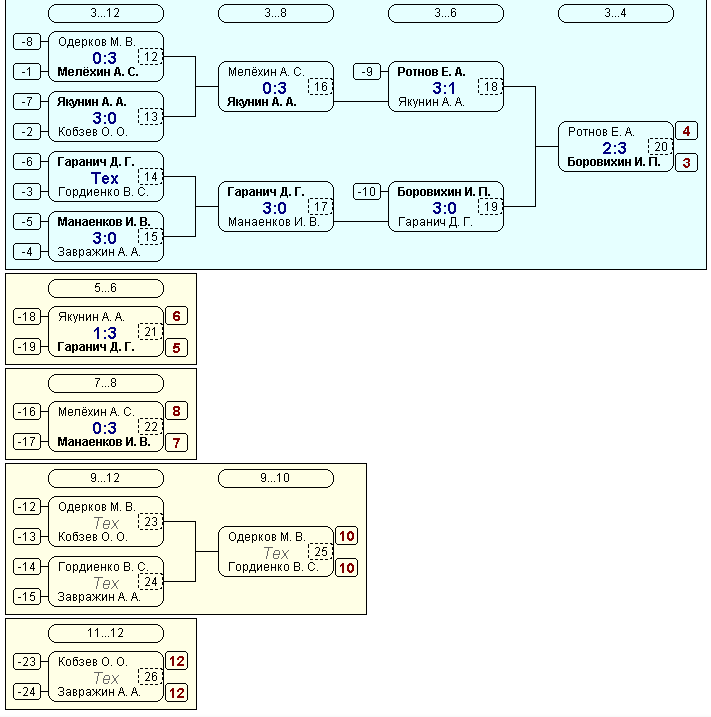 3...12
3...8
3...6
3...4
-8
Одерков М. В.
0:3
12
-1
Мелёхин А. С.
-7
Якунин А. А.
3:0
13
-2
Кобзев О. О.
-6
Гаранич Д. Г.
Тех
14
-3
Гордиенко В. С.
-5
Манаенков И. В.
3:0
15
-4
Завражин А. А.
Мелёхин А. С.
0:3
16
Якунин А. А.
Гаранич Д. Г.
3:0
17
Манаенков И. В.
-9
Ротнов Е. А.
3:1
18
Якунин А. А.
-10
Боровихин И. П.
3:0
19
Гаранич Д. Г.
Ротнов Е. А.
4
2:3
20
Боровихин И. П.
3
5...6
-18
Якунин А. А.
6
1:3
21
-19
Гаранич Д. Г.
5
7...8
-16
Мелёхин А. С.
8
0:3
22
-17
Манаенков И. В.
7
9...12
9...10
-12
Одерков М. В.
Тех
23
-13
Кобзев О. О.
-14
Гордиенко В. С.
Тех
24
-15
Завражин А. А.
Одерков М. В.
10
Тех
25
Гордиенко В. С.
10
11...12
-23
Кобзев О. О.
12
Тех
26
-24
Завражин А. А.
12